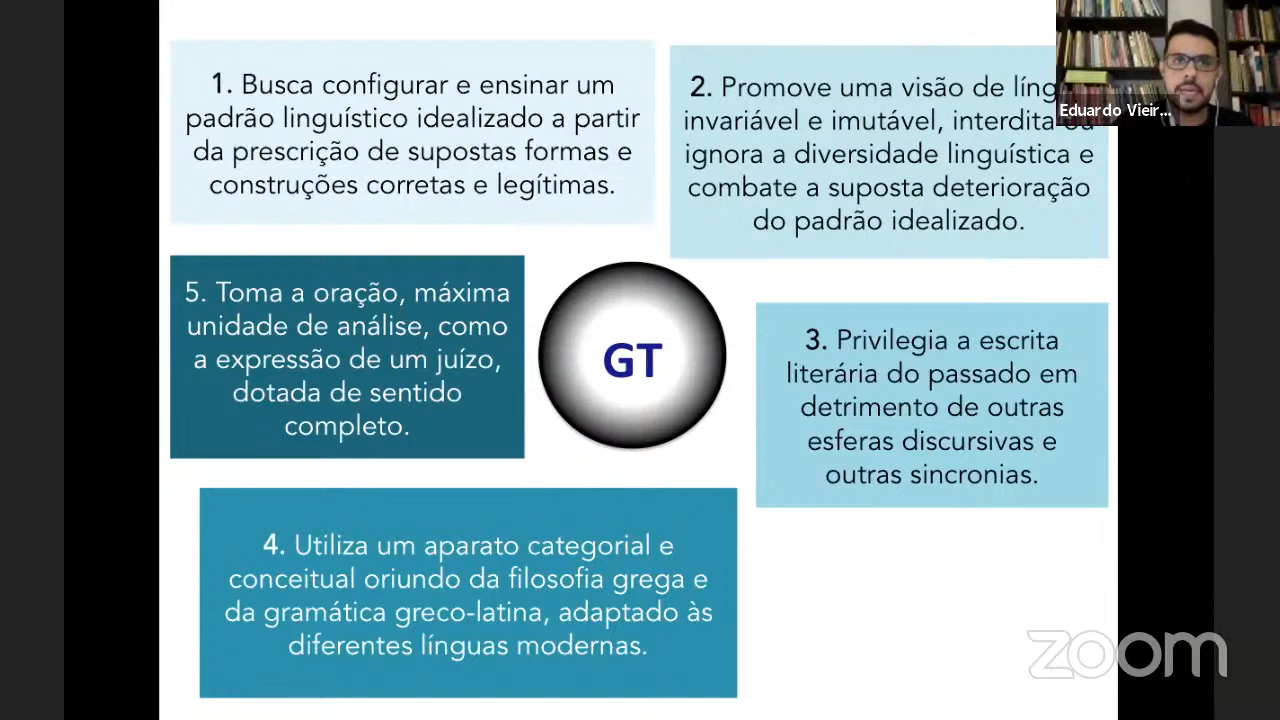 1. Busca configurar e ensinar um
padrão linguístico idealizado a partir
da prescrição de supostas formas e
construções corretas e legítimas.
2. Promove uma visão de
invariável e imutável, interdita
ignora a diversidade linguística e
combate a suposta deterioração
do padrão idealizado.
Eduardo Vieir...
5. Toma a oração, máxima
unidade de análise, como
a expressão de um juízo,
dotada de sentido
completo.
GT
3. Privilegia a escrita
literária do passado em
detrimento de outras
esferas discursivas e
outras sincronias.
4. Utiliza um aparato categorial e
conceitual oriundo da filosofia grega e
da gramática greco-latina, adaptado às
diferentes línguas modernas.
zoom